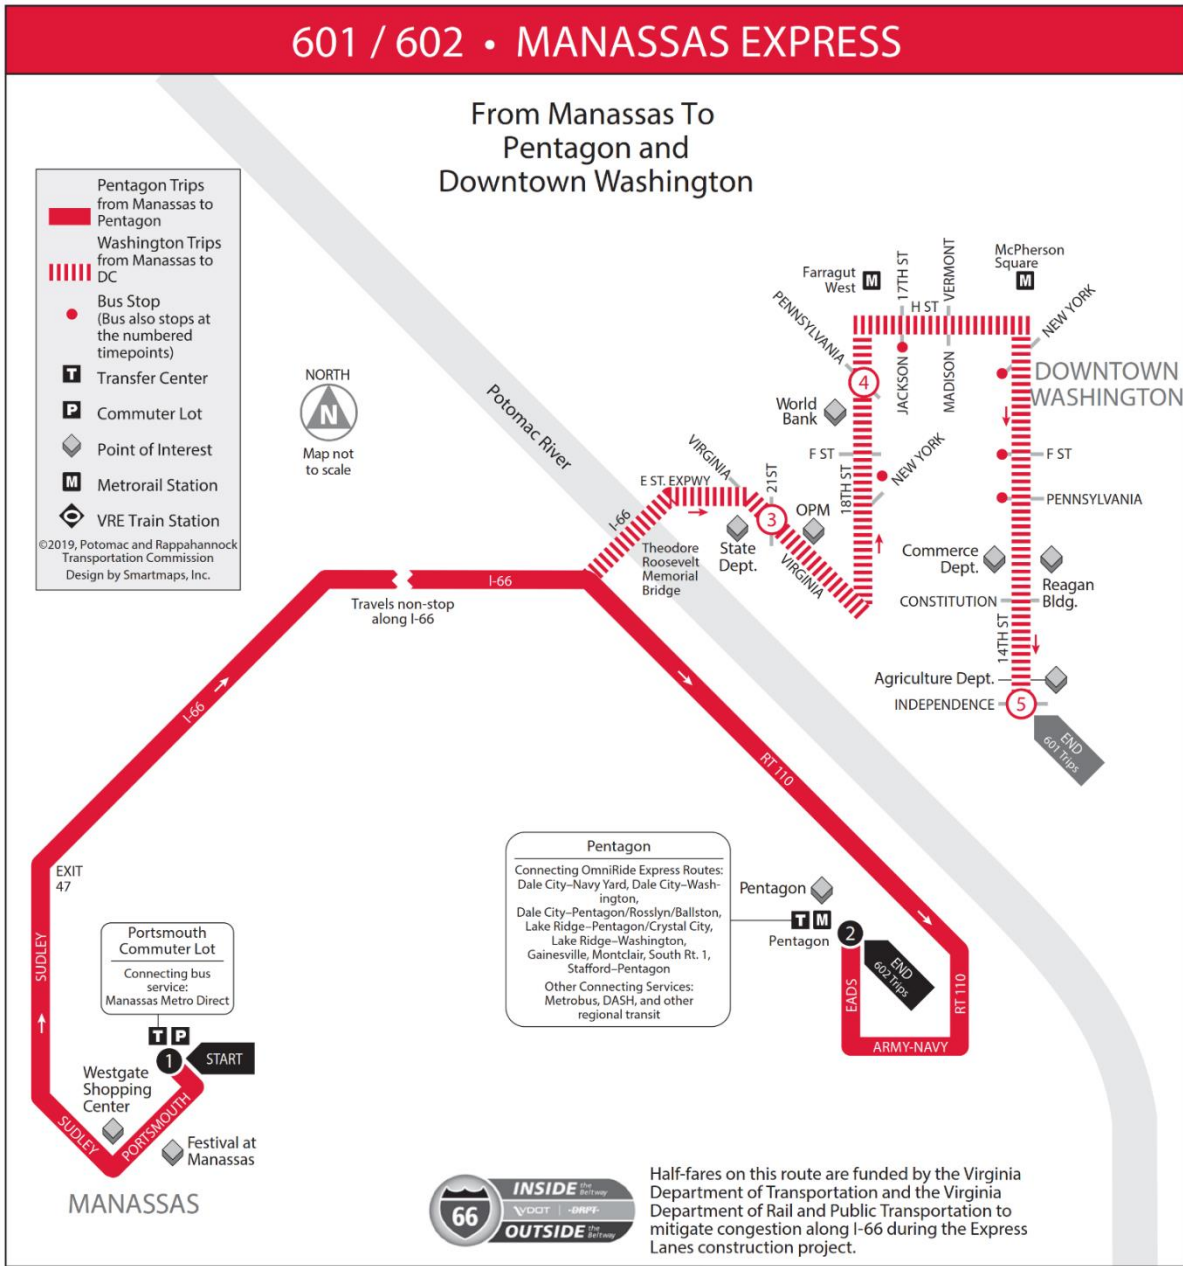 601 / 602 • MANASSAS EXPRESS
From Manassas To
Pentagon and
Downtown Washington
Pentagon Trips
from Manassas to
Pentagon
Washington Trips
from Manassas to
DC
Bus Stop
(Bus also stops at
the numbered
timepoints)
T Transfer Center
P Commuter Lot
Point of Interest
M Metrorail Station
VRE Train Station
©2019, Potomac and Rappahannock
Transportation Commission
Design by Smartmaps, Inc.
NORTH
N
Map not
to scale
Potomac River
Farragut
West
M
17TH ST
VERMONT
McPherson
Square
M
H ST
NEW YORK
PENNSYLVANIA
4
JACKSON
MADISON
DOWNTOWN
WASHINGTON
World
Bank
F ST
18TH ST
NEW YORK
F ST
PENNSYLVANIA
VIRGINIA
21ST
E ST. EXPWY
I-66
3
OPM
State
Dept.
VIRGINIA
Theodore
Roosevelt
Memorial
Bridge
Commerce
Dept.
Reagan
Bldg.
CONSTITUTION
14TH ST
Agriculture Dept.
INDEPENDENCE
5
END
601 Trips
I-66
Travels non-stop
along I-66
I-66
RT 110
EXIT
47
SUDLEY
Portsmouth
Commuter Lot
Connecting bus
service:
Manassas Metro Direct
T P
1
START
Westgate
Shopping
Center
SUDLEY
PORTSMOUTH
Festival at
Manassas
MANASSAS
Pentagon
Connecting OmniRide Express Routes:
Dale City–Navy Yard, Dale City–Wash-
ington,
Dale City–Pentagon/Rosslyn/Ballston,
Lake Ridge–Pentagon/Crystal City,
Lake Ridge–Washington,
Gainesville, Montclair, South Rt. 1,
Stafford–Pentagon
Other Connecting Services:
Metrobus, DASH, and other
regional transit
Pentagon
T M
Pentagon
2
END
602 Trips
EADS
RT 110
ARMY-NAVY
66
INSIDE the Beltway
VDOT | -DRPT-
OUTSIDE the Beltway
Half-fares on this route are funded by the Virginia
Department of Transportation and the Virginia
Department of Rail and Public Transportation to
mitigate congestion along I-66 during the Express
Lanes construction project.